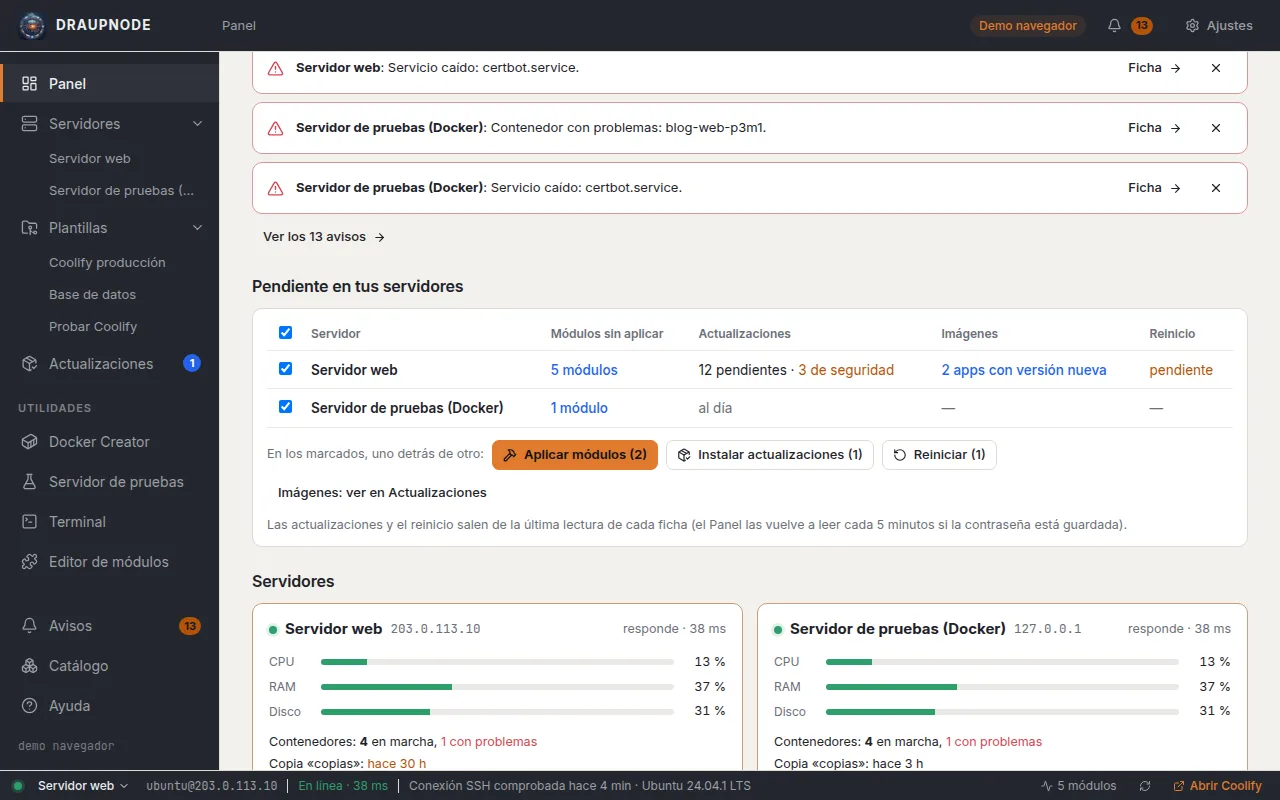 DRAUPNODE
Panel
Demo navegador
13
Ajustes
Panel
Servidores
Servidor web
Servidor de pruebas (...
Plantillas
Coolify producción
Base de datos
Probar Coolify
Actualizaciones 1
UTILIDADES
Docker Creator
Servidor de pruebas
Terminal
Editor de módulos
Avisos 13
Catálogo
Ayuda
demo navegador
Servidor web: Servicio caído: certbot.service. Ficha →
Servidor de pruebas (Docker): Contenedor con problemas: blog-web-p3m1. Ficha →
Servidor de pruebas (Docker): Servicio caído: certbot.service. Ficha →
Ver los 13 avisos →
Pendiente en tus servidores
Servidor Módulos sin aplicar Actualizaciones Imágenes Reinicio
Servidor web 5 módulos 12 pendientes · 3 de seguridad 2 apps con versión nueva pendiente
Servidor de pruebas (Docker) 1 módulo al día — —
En los marcados, uno detrás de otro: Aplicar módulos (2) Instalar actualizaciones (1) Reiniciar (1)
Imágenes: ver en Actualizaciones
Las actualizaciones y el reinicio salen de la última lectura de cada ficha (el Panel las vuelve a leer cada 5 minutos si la contraseña está guardada).
Servidores
Servidor web 203.0.113.10 responde · 38 ms
CPU 13 %
RAM 37 %
Disco 31 %
Contenedores: 4 en marcha, 1 con problemas
Copia «copias»: hace 30 h
Servidor de pruebas (Docker) 127.0.0.1 responde · 38 ms
CPU 13 %
RAM 37 %
Disco 31 %
Contenedores: 4 en marcha, 1 con problemas
Copia «copias»: hace 3 h
Servidor web ubuntu@203.0.113.10 En línea · 38 ms Conexión SSH comprobada hace 4 min · Ubuntu 24.04.1 LTS 5 módulos Abrir Coolify